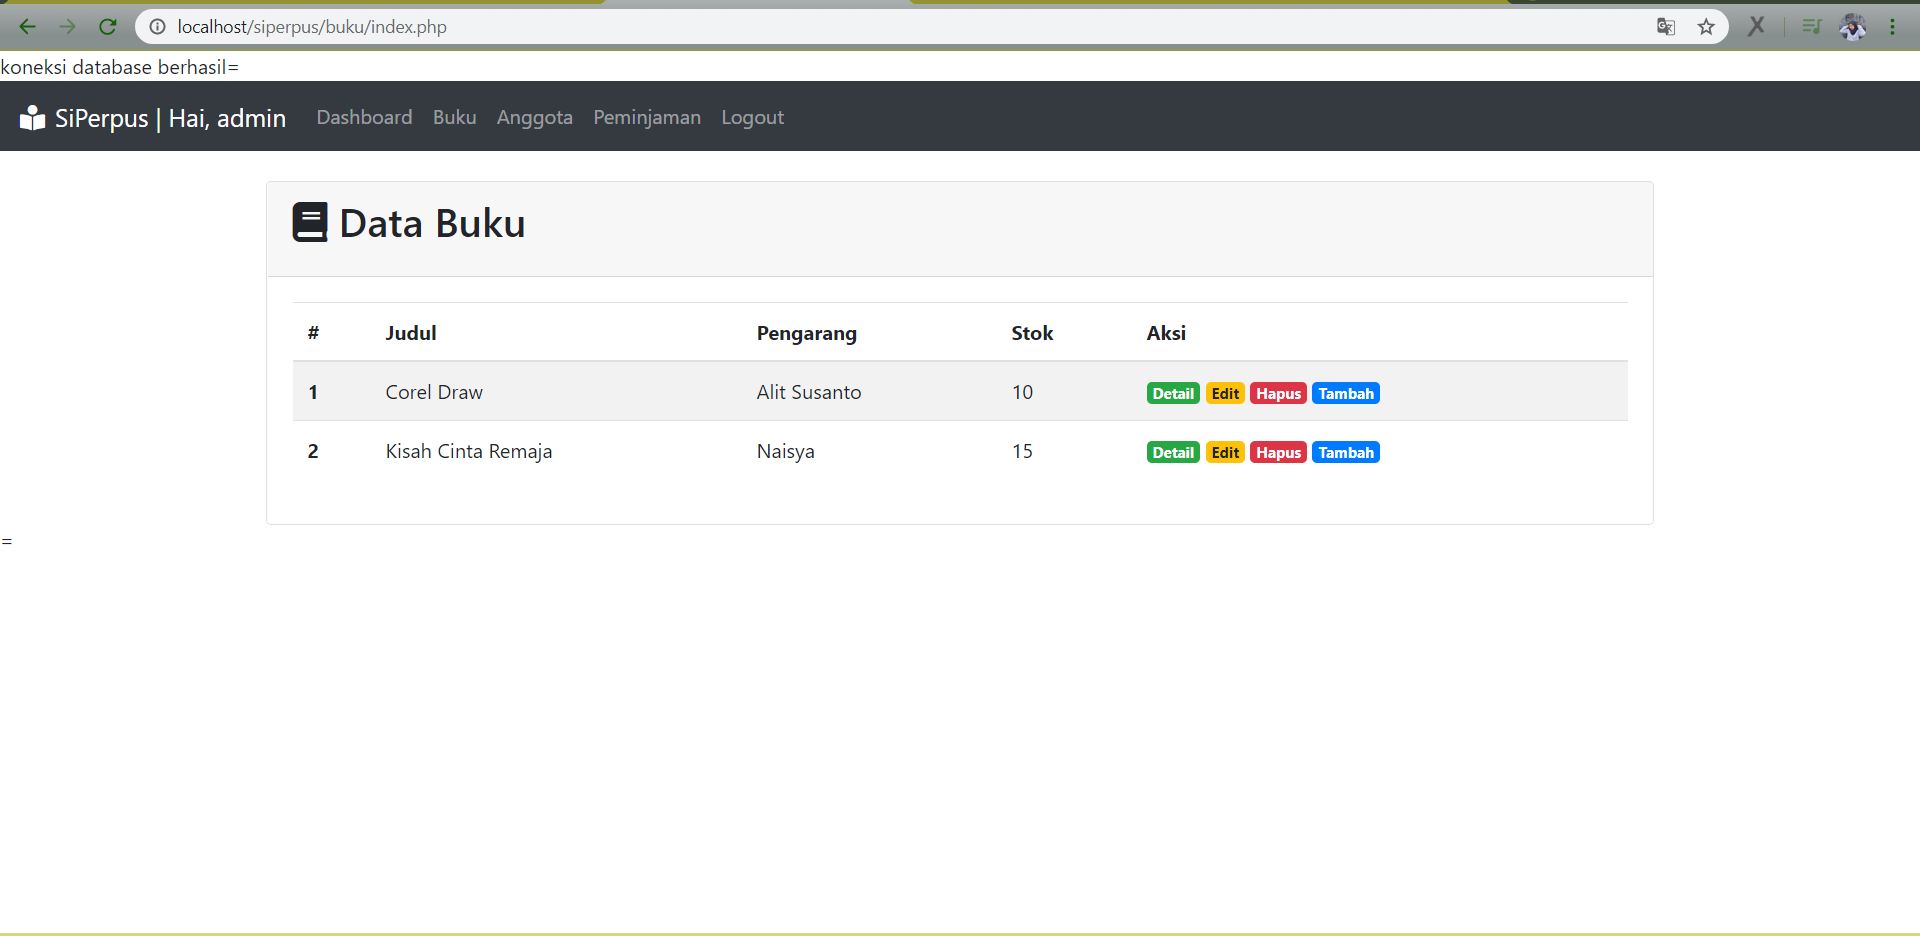 localhost/siperpus/buku/index.php
koneksi database berhasil=
SiPerpus | Hai, admin Dashboard Buku Anggota Peminjaman Logout
Data Buku
# Judul Pengarang Stok Aksi
1 Corel Draw Alit Susanto 10 Detail Edit Hapus Tambah
2 Kisah Cinta Remaja Naisya 15 Detail Edit Hapus Tambah
=